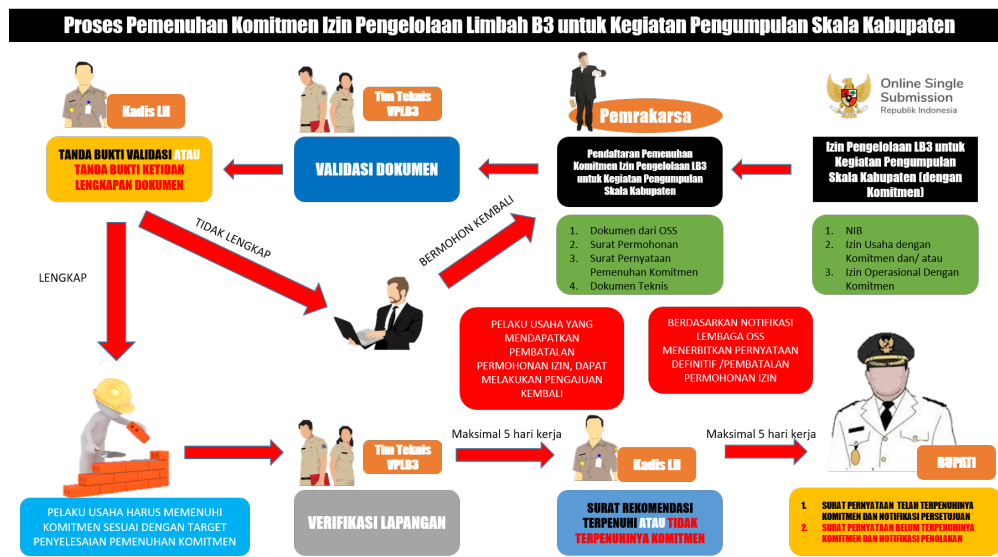 Proses Pemenuhan Komitmen Izin Pengelolaan Limbah B3 untuk Kegiatan Pengumpulan Skala Kabupaten
Kadis LH
TANDA BUKTI VALIDASI ATAU
TANDA BUKTI KETIDAK
LENGKAPAN DOKUMEN
Tim Teknis
VPLB3
VALIDASI DOKUMEN
Pemrakarsa
Pendaftaran Pemenuhan
Komitmen Izin Pengelolaan LB3
untuk Kegiatan Pengumpulan
Skala Kabupaten
1. Dokumen dari OSS
2. Surat Permohonan
3. Surat Pernyataan
Pemenuhan Komitmen
4. Dokumen Teknis
Online Single
Submission
Republik Indonesia
Izin Pengelolaan LB3 untuk
Kegiatan Pengumpulan
Skala Kabupaten (dengan
Komitmen)
1. NIB
2. Izin Usaha dengan
Komitmen dan/ atau
3. Izin Operasional Dengan
Komitmen
LENGKAP
TIDAK LENGKAP
BERMOHON KEMBALI
PELAKU USAHA YANG
MENDAPATKAN
PEMBATALAN
PERMOHONAN IZIN, DAPAT
MELAKUKAN PENGAJUAN
KEMBALI
BERDASARKAN NOTIFIKASI
LEMBAGA OSS
MENERBITKAN PERNYATAAN
DEFINITIF /PEMBATALAN
PERMOHONAN IZIN
PELAKU USAHA HARUS MEMENUHI
KOMITMEN SESUAI DENGAN TARGET
PENYELESAIAN PEMENUHAN KOMITMEN
Tim Teknis
VPLB3
VERIFIKASI LAPANGAN
Maksimal 5 hari kerja
Kadis LH
SURAT REKOMENDASI
TERPENUHI ATAU TIDAK
TERPENUHINYA KOMITMEN
Maksimal 5 hari kerja
BUPATI
1. SURAT PERNYATAAN TELAH TERPENUHINYA
KOMITMEN DAN NOTIFIKASI PERSETUJUAN
2. SURAT PERNYATAAN BELUM TERPENUHINYA
KOMITMEN DAN NOTIFIKASI PENOLAKAN